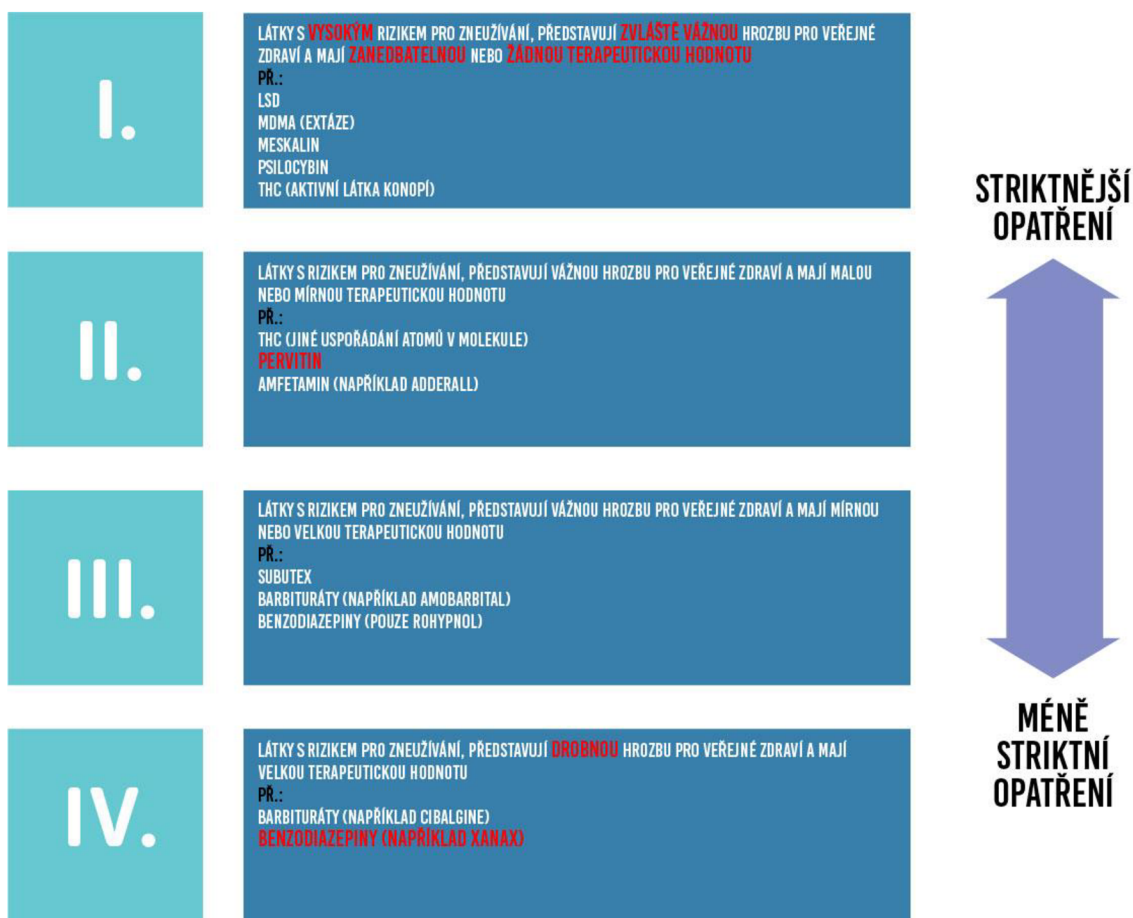 I.
LÁTKY S VYSOKÝM RIZIKEM PRO ZNEUŽÍVÁNÍ, PŘEDSTAVUJÍ ZVLÁŠTĚ VÁŽNOU HROZBU PRO VEŘEJNÉ
ZDRAVÍ A MAJÍ ZANEDBATELNOU NEBO ŽÁDNOU TERAPEUTICKOU HODNOTU
PŘ.:
LSD
MDMA (EXTÁZE)
MESKALIN
PSILOCYBIN
THC (AKTIVNÍ LÁTKA KONOPÍ)
II.
LÁTKY S RIZIKEM PRO ZNEUŽÍVÁNÍ, PŘEDSTAVUJÍ VÁŽNOU HROZBU PRO VEŘEJNÉ ZDRAVÍ A MAJÍ MALOU
NEBO MÍRNOU TERAPEUTICKOU HODNOTU
PŘ.:
THC (JINÉ USPOŘÁDÁNÍ ATOMŮ V MOLEKULE)
PERVITIN
AMFETAMIN (NAPŘÍKLAD ADDERALL)
III.
LÁTKY S RIZIKEM PRO ZNEUŽÍVÁNÍ, PŘEDSTAVUJÍ VÁŽNOU HROZBU PRO VEŘEJNÉ ZDRAVÍ A MAJÍ MÍRNOU
NEBO VELKOU TERAPEUTICKOU HODNOTU
PŘ.:
SUBUTEX
BARBITURÁTY (NAPŘÍKLAD AMOBARBITAL)
BENZODIAZEPINY (POUZE ROHYPNOL)
IV.
LÁTKY S RIZIKEM PRO ZNEUŽÍVÁNÍ, PŘEDSTAVUJÍ DROBNOU HROZBU PRO VEŘEJNÉ ZDRAVÍ A MAJÍ
VELKOU TERAPEUTICKOU HODNOTU
PŘ.:
BARBITURÁTY (NAPŘÍKLAD CIBALGINE)
BENZODIAZEPINY (NAPŘÍKLAD XANAX)
STRIKTNĚJŠÍ
OPATŘENÍ
MÉNĚ
STRIKTNÍ
OPATŘENÍ